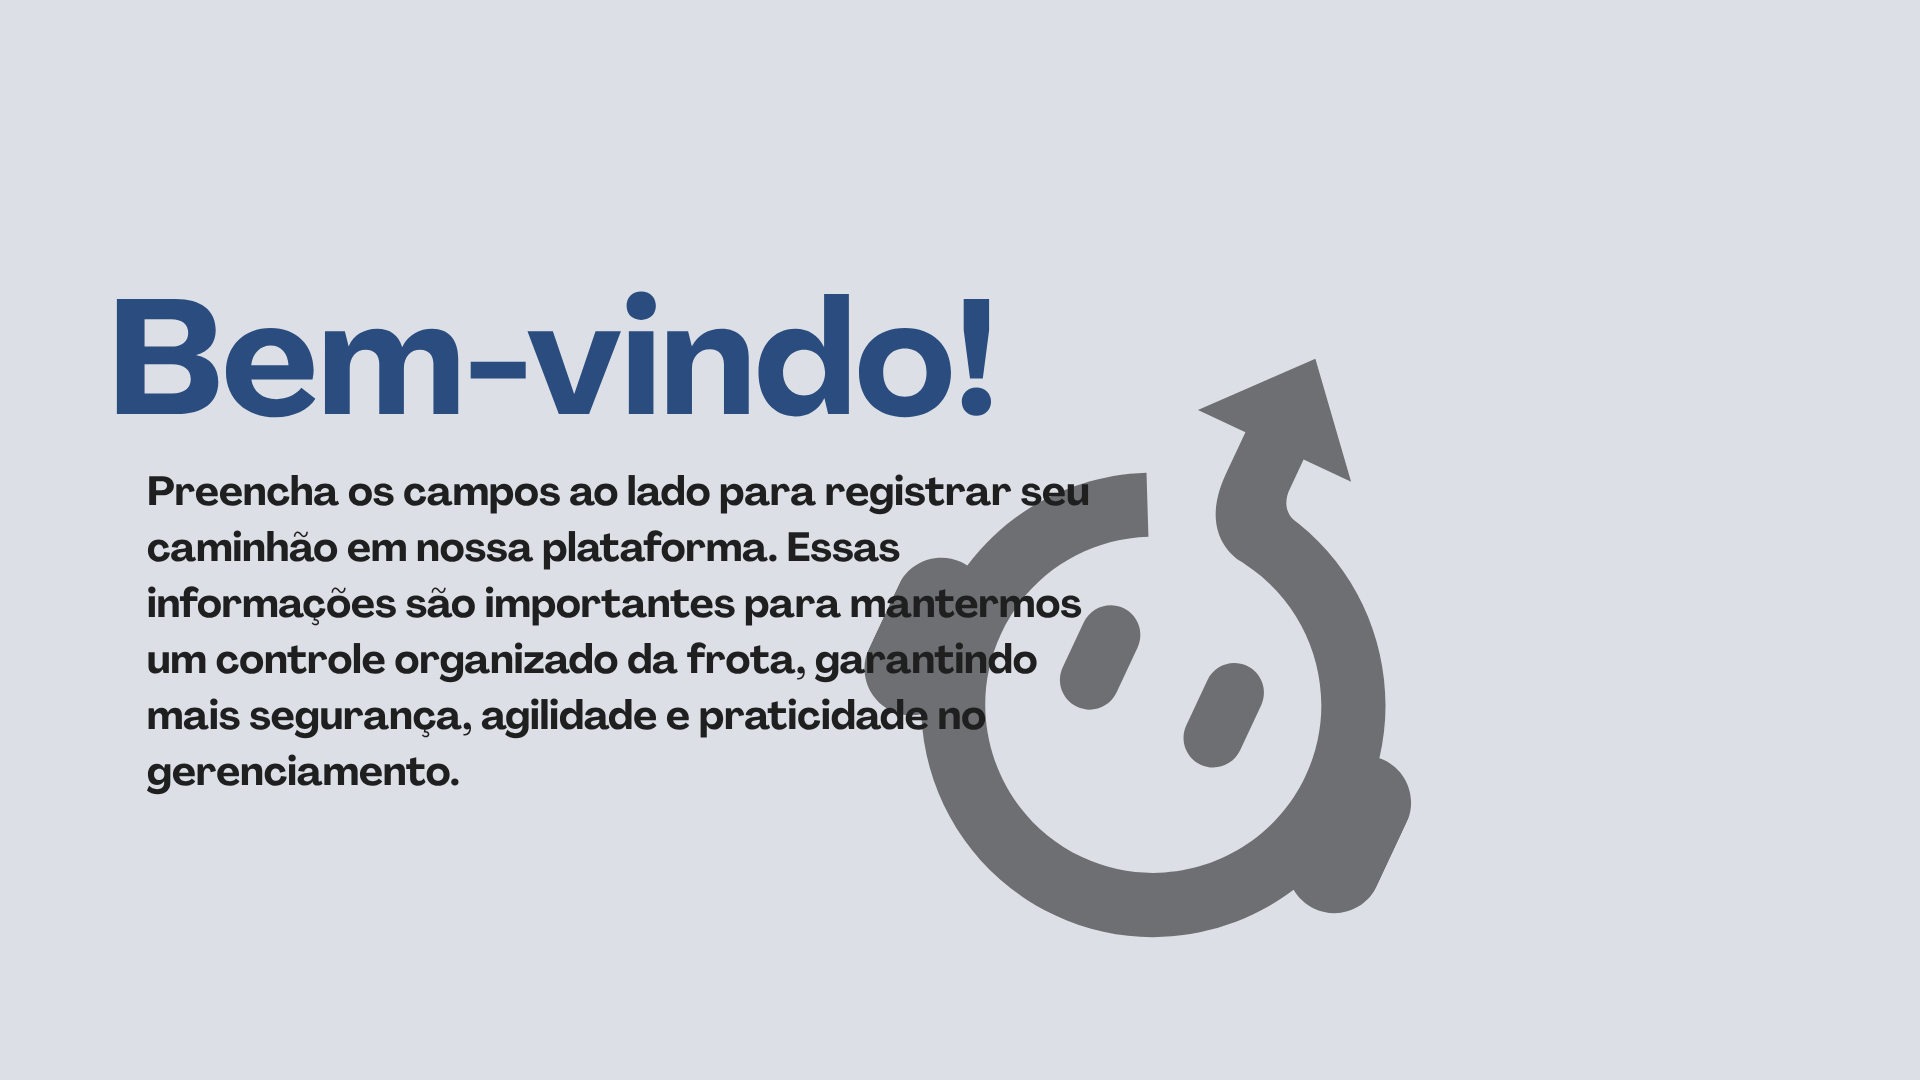 Bem-vindo!
Preencha os campos ao lado para registrar seu
caminhão em nossa plataforma. Essas
informações são importantes para mantermos
um controle organizado da frota, garantindo
mais segurança, agilidade e praticidade no
gerenciamento.